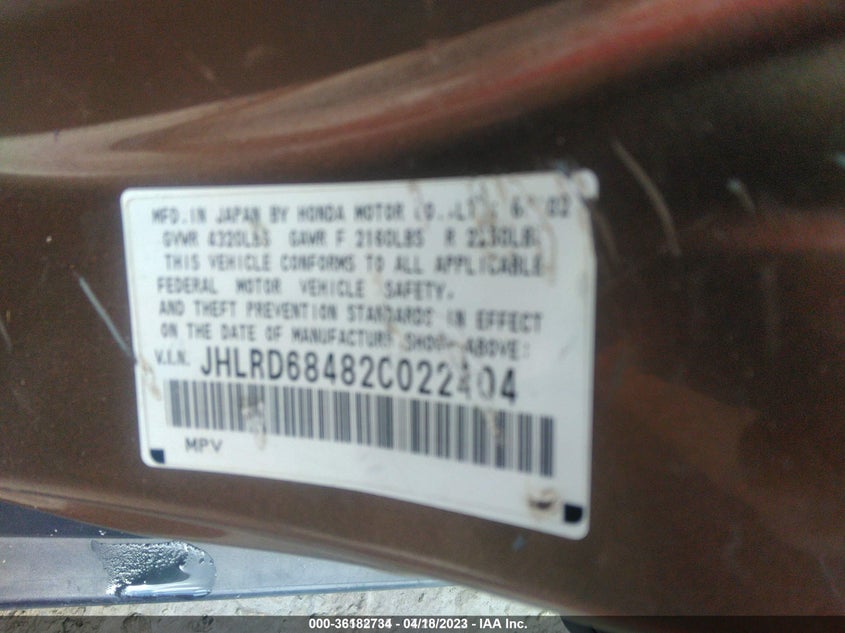 MFD. IN JAPAN BY HONDA MOTOR CO.,LTD. 02
GVWR 4320LBS GAWR F 2160LBS R
THIS VEHICLE CONFORMS TO ALL APPLICABLE
FEDERAL MOTOR VEHICLE SAFETY,
AND THEFT PREVENTION STANDARDS IN EFFECT
ON THE DATE OF MANUFACTURE SHOWN ABOVE:
V.I.N. JHLRD68482C022404
MPV
000-36182734 - 04/18/2023 - IAA Inc.